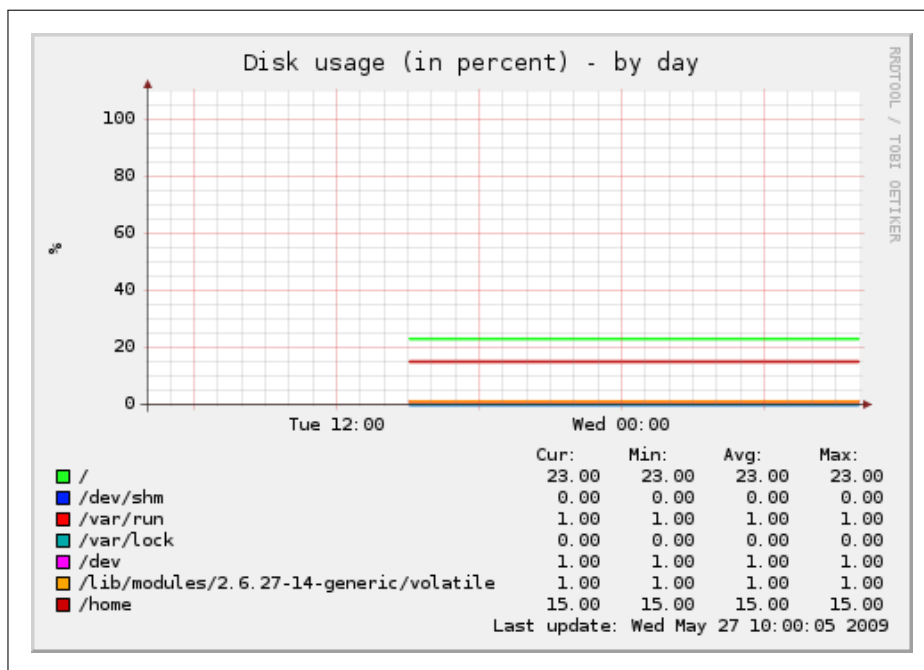 Disk usage (in percent) - by day
RRDTOOL / TOBI OETIKER
100
80
60
40
20
0
%
Tue 12:00 Wed 00:00
Cur: Min: Avg: Max:
/ 23.00 23.00 23.00 23.00
/dev/shm 0.00 0.00 0.00 0.00
/var/run 1.00 1.00 1.00 1.00
/var/lock 0.00 0.00 0.00 0.00
/dev 1.00 1.00 1.00 1.00
/lib/modules/2.6.27-14-generic/volatile 1.00 1.00 1.00 1.00
/home 15.00 15.00 15.00 15.00
Last update: Wed May 27 10:00:05 2009